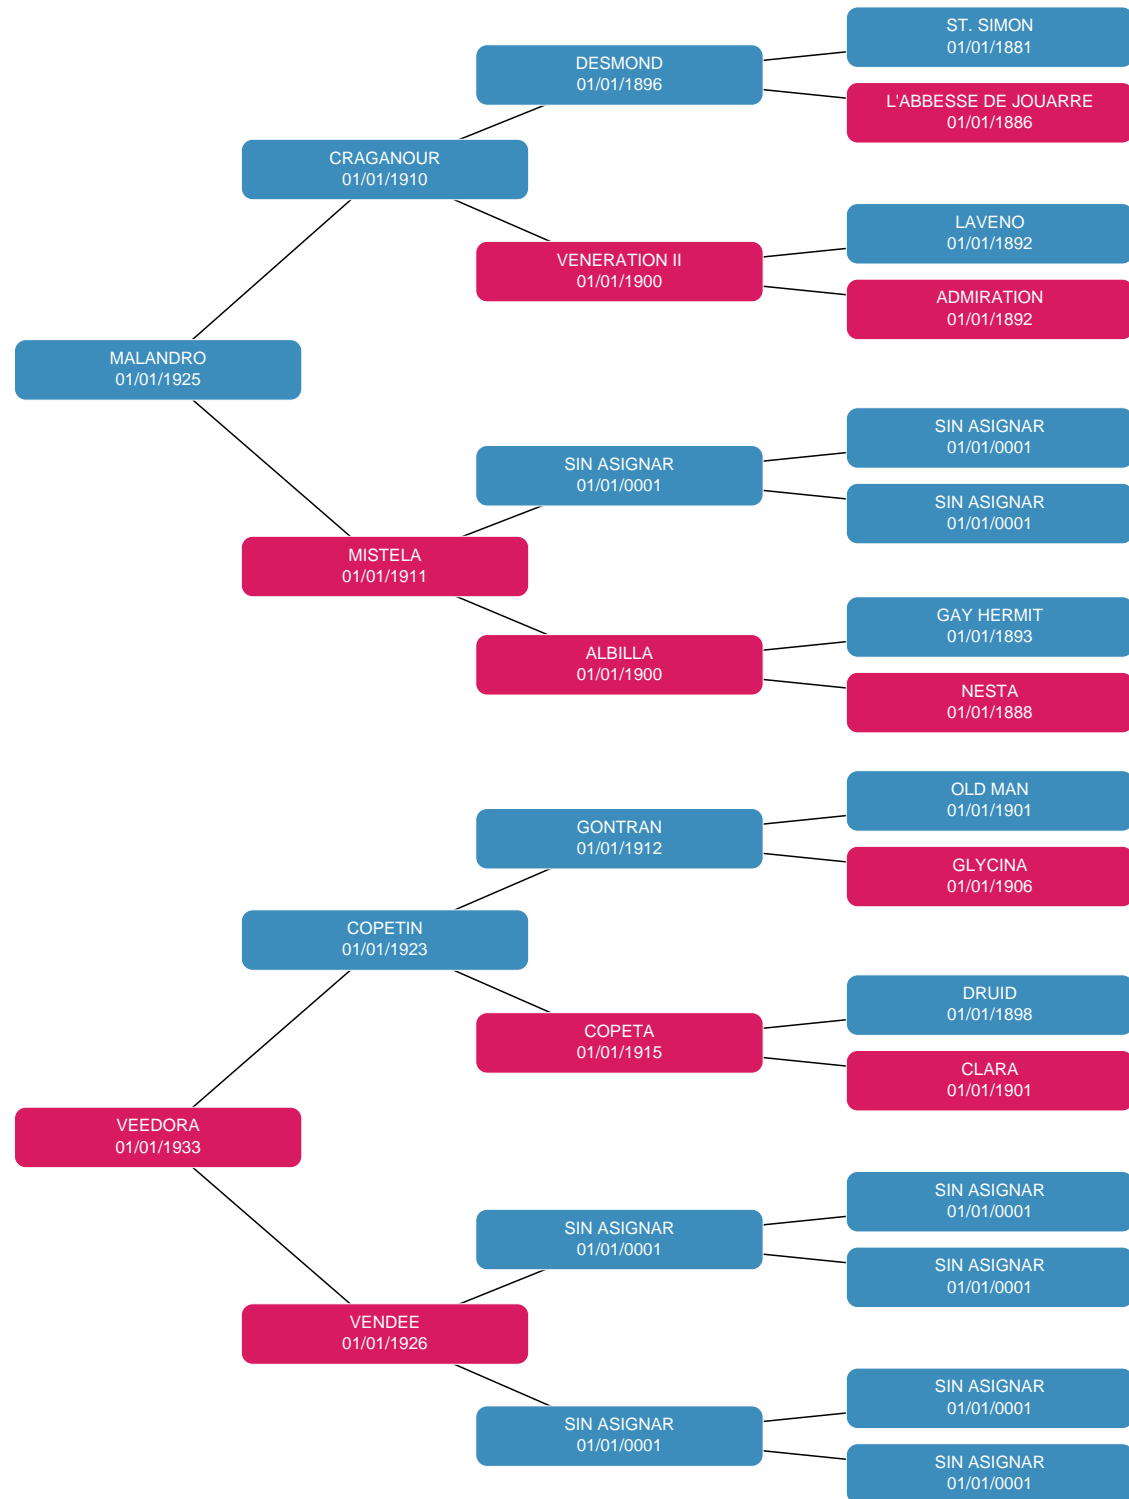 ST. SIMON
01/01/1881
DESMOND
01/01/1896
L'ABBESSE DE JOUARRE
01/01/1886
CRAGANOUR
01/01/1910
LAVENO
01/01/1892
VENERATION II
01/01/1900
ADMIRATION
01/01/1892
MALANDRO
01/01/1925
SIN ASIGNAR
01/01/0001
SIN ASIGNAR
01/01/0001
SIN ASIGNAR
01/01/0001
MISTELA
01/01/1911
GAY HERMIT
01/01/1893
ALBILLA
01/01/1900
NESTA
01/01/1888
OLD MAN
01/01/1901
GONTRAN
01/01/1912
GLYCINA
01/01/1906
COPETIN
01/01/1923
DRUID
01/01/1898
COPETA
01/01/1915
CLARA
01/01/1901
VEEDORA
01/01/1933
SIN ASIGNAR
01/01/0001
SIN ASIGNAR
01/01/0001
SIN ASIGNAR
01/01/0001
VENDEE
01/01/1926
SIN ASIGNAR
01/01/0001
SIN ASIGNAR
01/01/0001
SIN ASIGNAR
01/01/0001